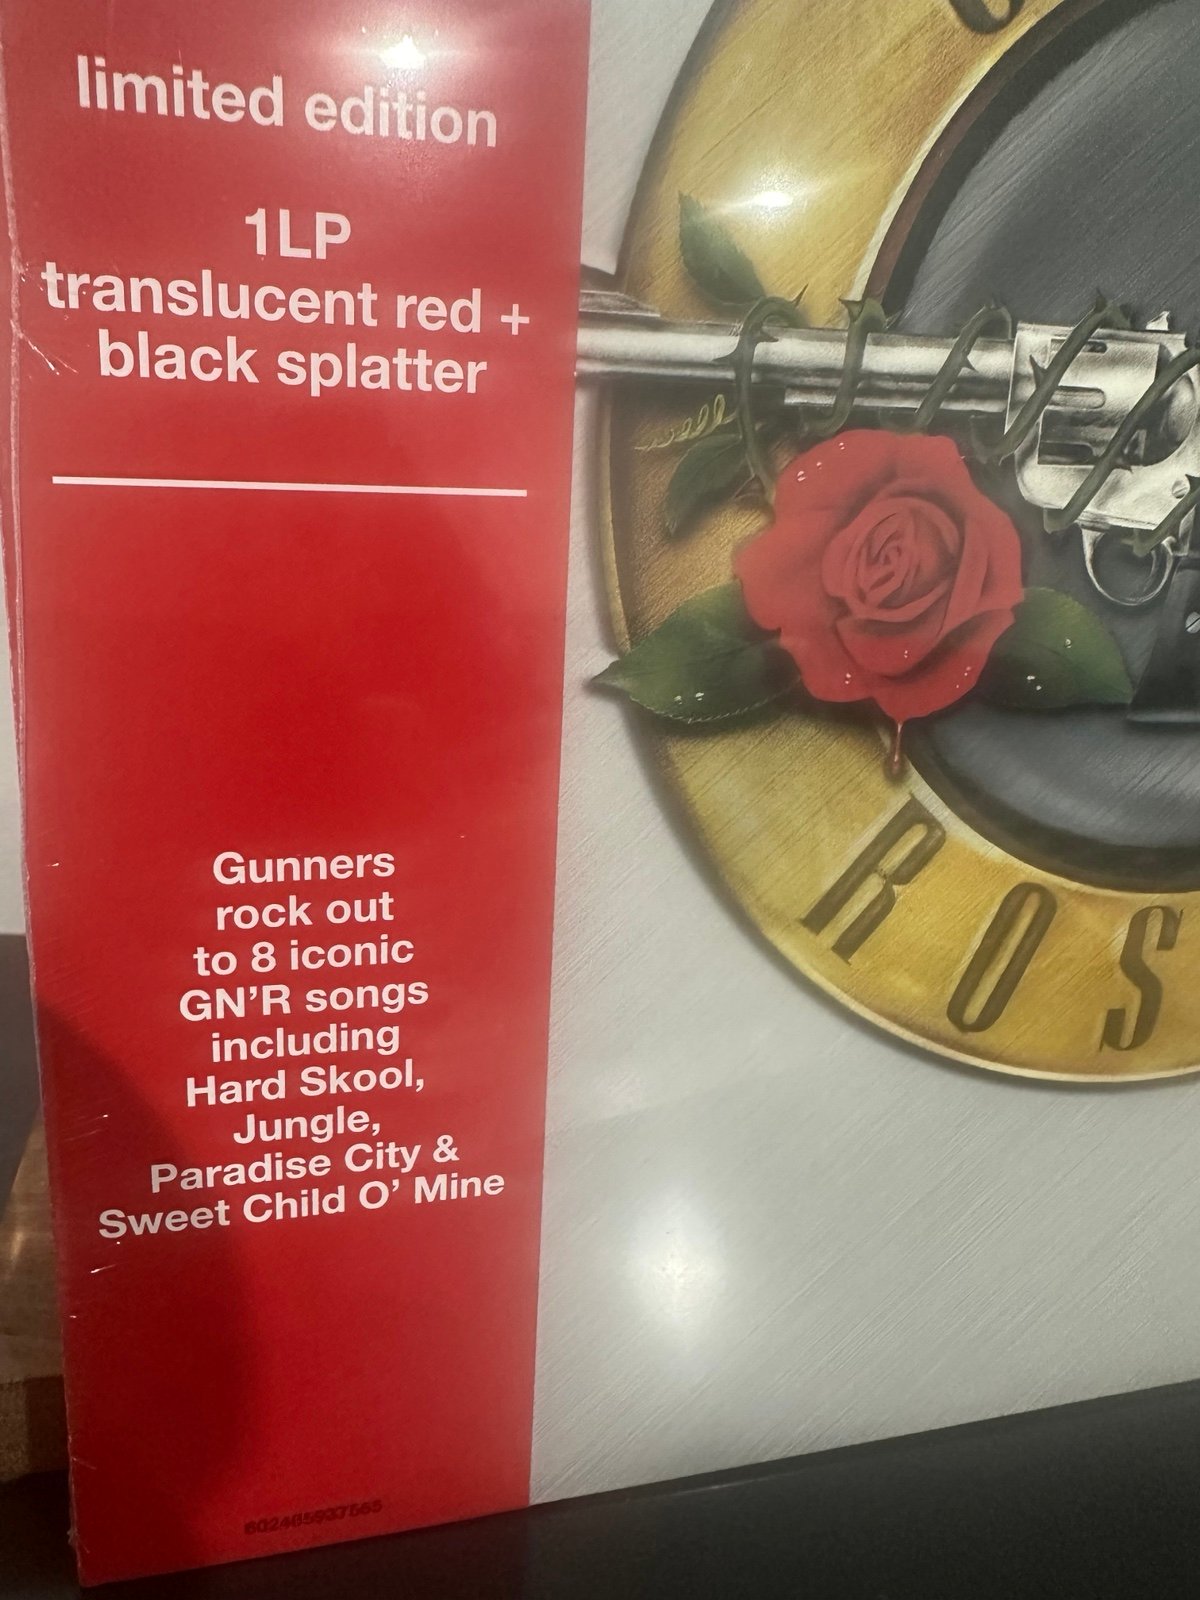 limited edition
1LP
translucent red +
black splatter
Gunners
rock out
to 8 iconic
GN'R songs
including
Hard Skool,
Jungle,
Paradise City &
Sweet Child O' Mine
ROS